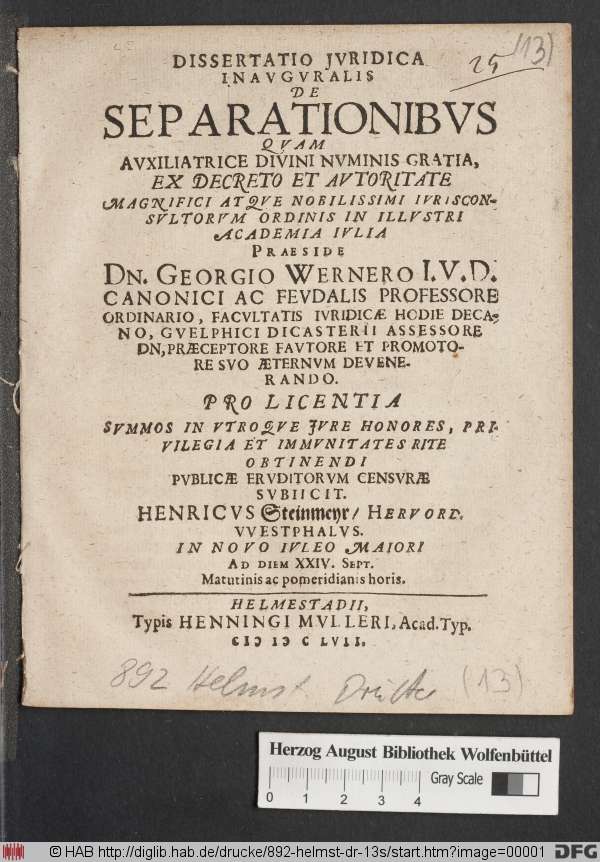 25 (13)
DISSERTATIO JVRIDICA
INAVGVRALIS
DE
SEPARATIONIBVS
QVAM
AVXILIATRICE DIVINI NVMINIS GRATIA,
EX DECRETO ET AVTORITATE
MAGNIFICI ATQVE NOBILISSIMI IVRISCON-
SVLTORVM ORDINIS IN ILLVSTRI
ACADEMIA IVLIA
PRAESIDE
DN. GEORGIO WERNERO I.V.D.
CANONICI AC FEVDALIS PROFESSORE
ORDINARIO, FACVLTATIS IVRIDICÆ HODIE DECA-
NO, GVELPHICI DICASTERII ASSESSORE
DN, PRÆCEPTORE FAVTORE ET PROMOTO-
RE SVO ÆTERNVM DEVENE-
RANDO.
PRO LICENTIA
SVMMOS IN VTROQVE JVRE HONORES, PRI-
VILEGIA ET IMMVNITATES RITE
OBTINENDI
PVBLICÆ ERVDITORVM CENSVRÆ
SVBIICIT.
HENRICVS Steinmeyr/ HERVORD.
VVESTPHALVS.
IN NOVO IVLEO MAIORI
AD DIEM XXIV. SEPT.
Matutinis ac pomeridianis horis.
HELMESTADII,
Typis HENNINGI MVLLERI, Acad. Typ.
CIↃ IↃ C LVII.
892 Helmst Drucke (13)
Herzog August Bibliothek Wolfenbüttel
0 1 2 3 4 Gray Scale
© HAB http://diglib.hab.de/drucke/892-helmst-dr-13s/start.htm?image=00001 DFG